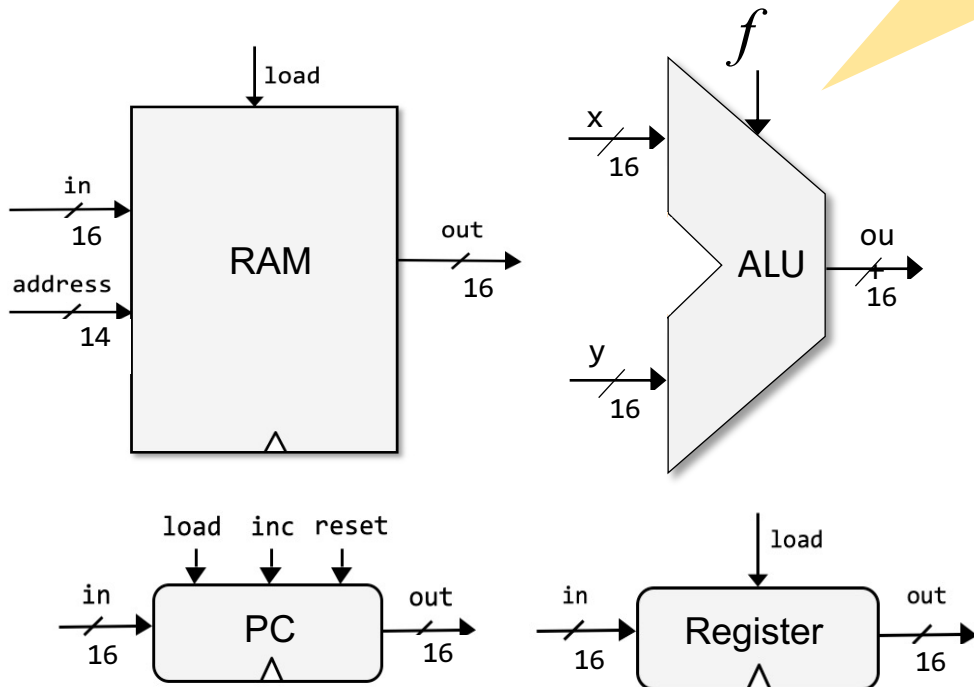 load
in
16
address
14
RAM
out
16
f
x
16
y
16
ALU
ou
t
16
load inc reset
in
16
PC
out
16
load
in
16
Register
out
16